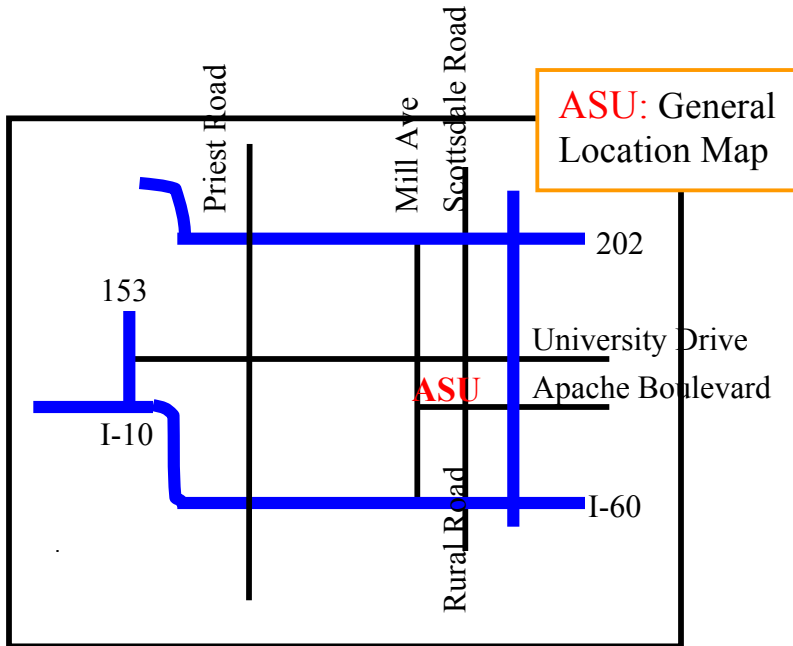 ASU: General
Location Map
Priest Road
Mill Ave
Scottsdale Road
202
153
University Drive
ASU
Apache Boulevard
I-10
I-60
Rural Road